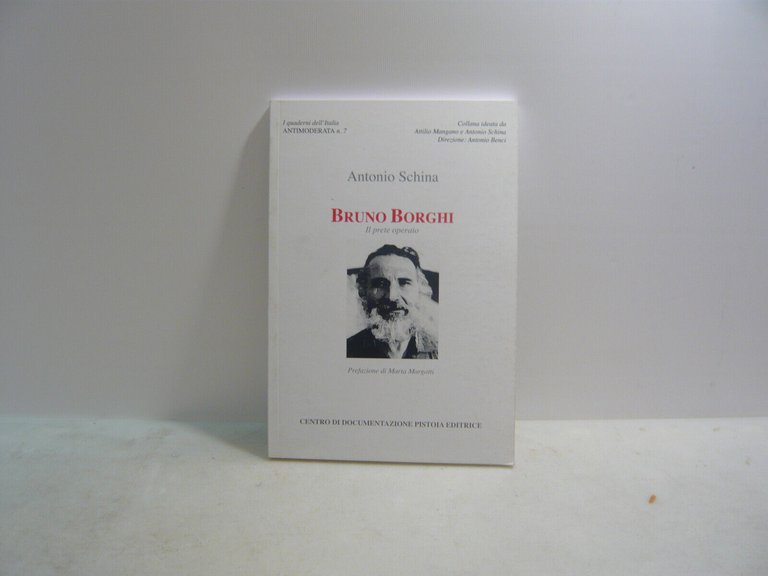 I quaderni dell'Italia
ANTIMODERATA n. 7
Collana ideata da
Attilio Mangano e Antonio Schina
Direzione: Antonio Benci
Antonio Schina
BRUNO BORGHI
Il prete operaio
Prefazione di Marta Margotti
CENTRO DI DOCUMENTAZIONE PISTOIA EDITRICE